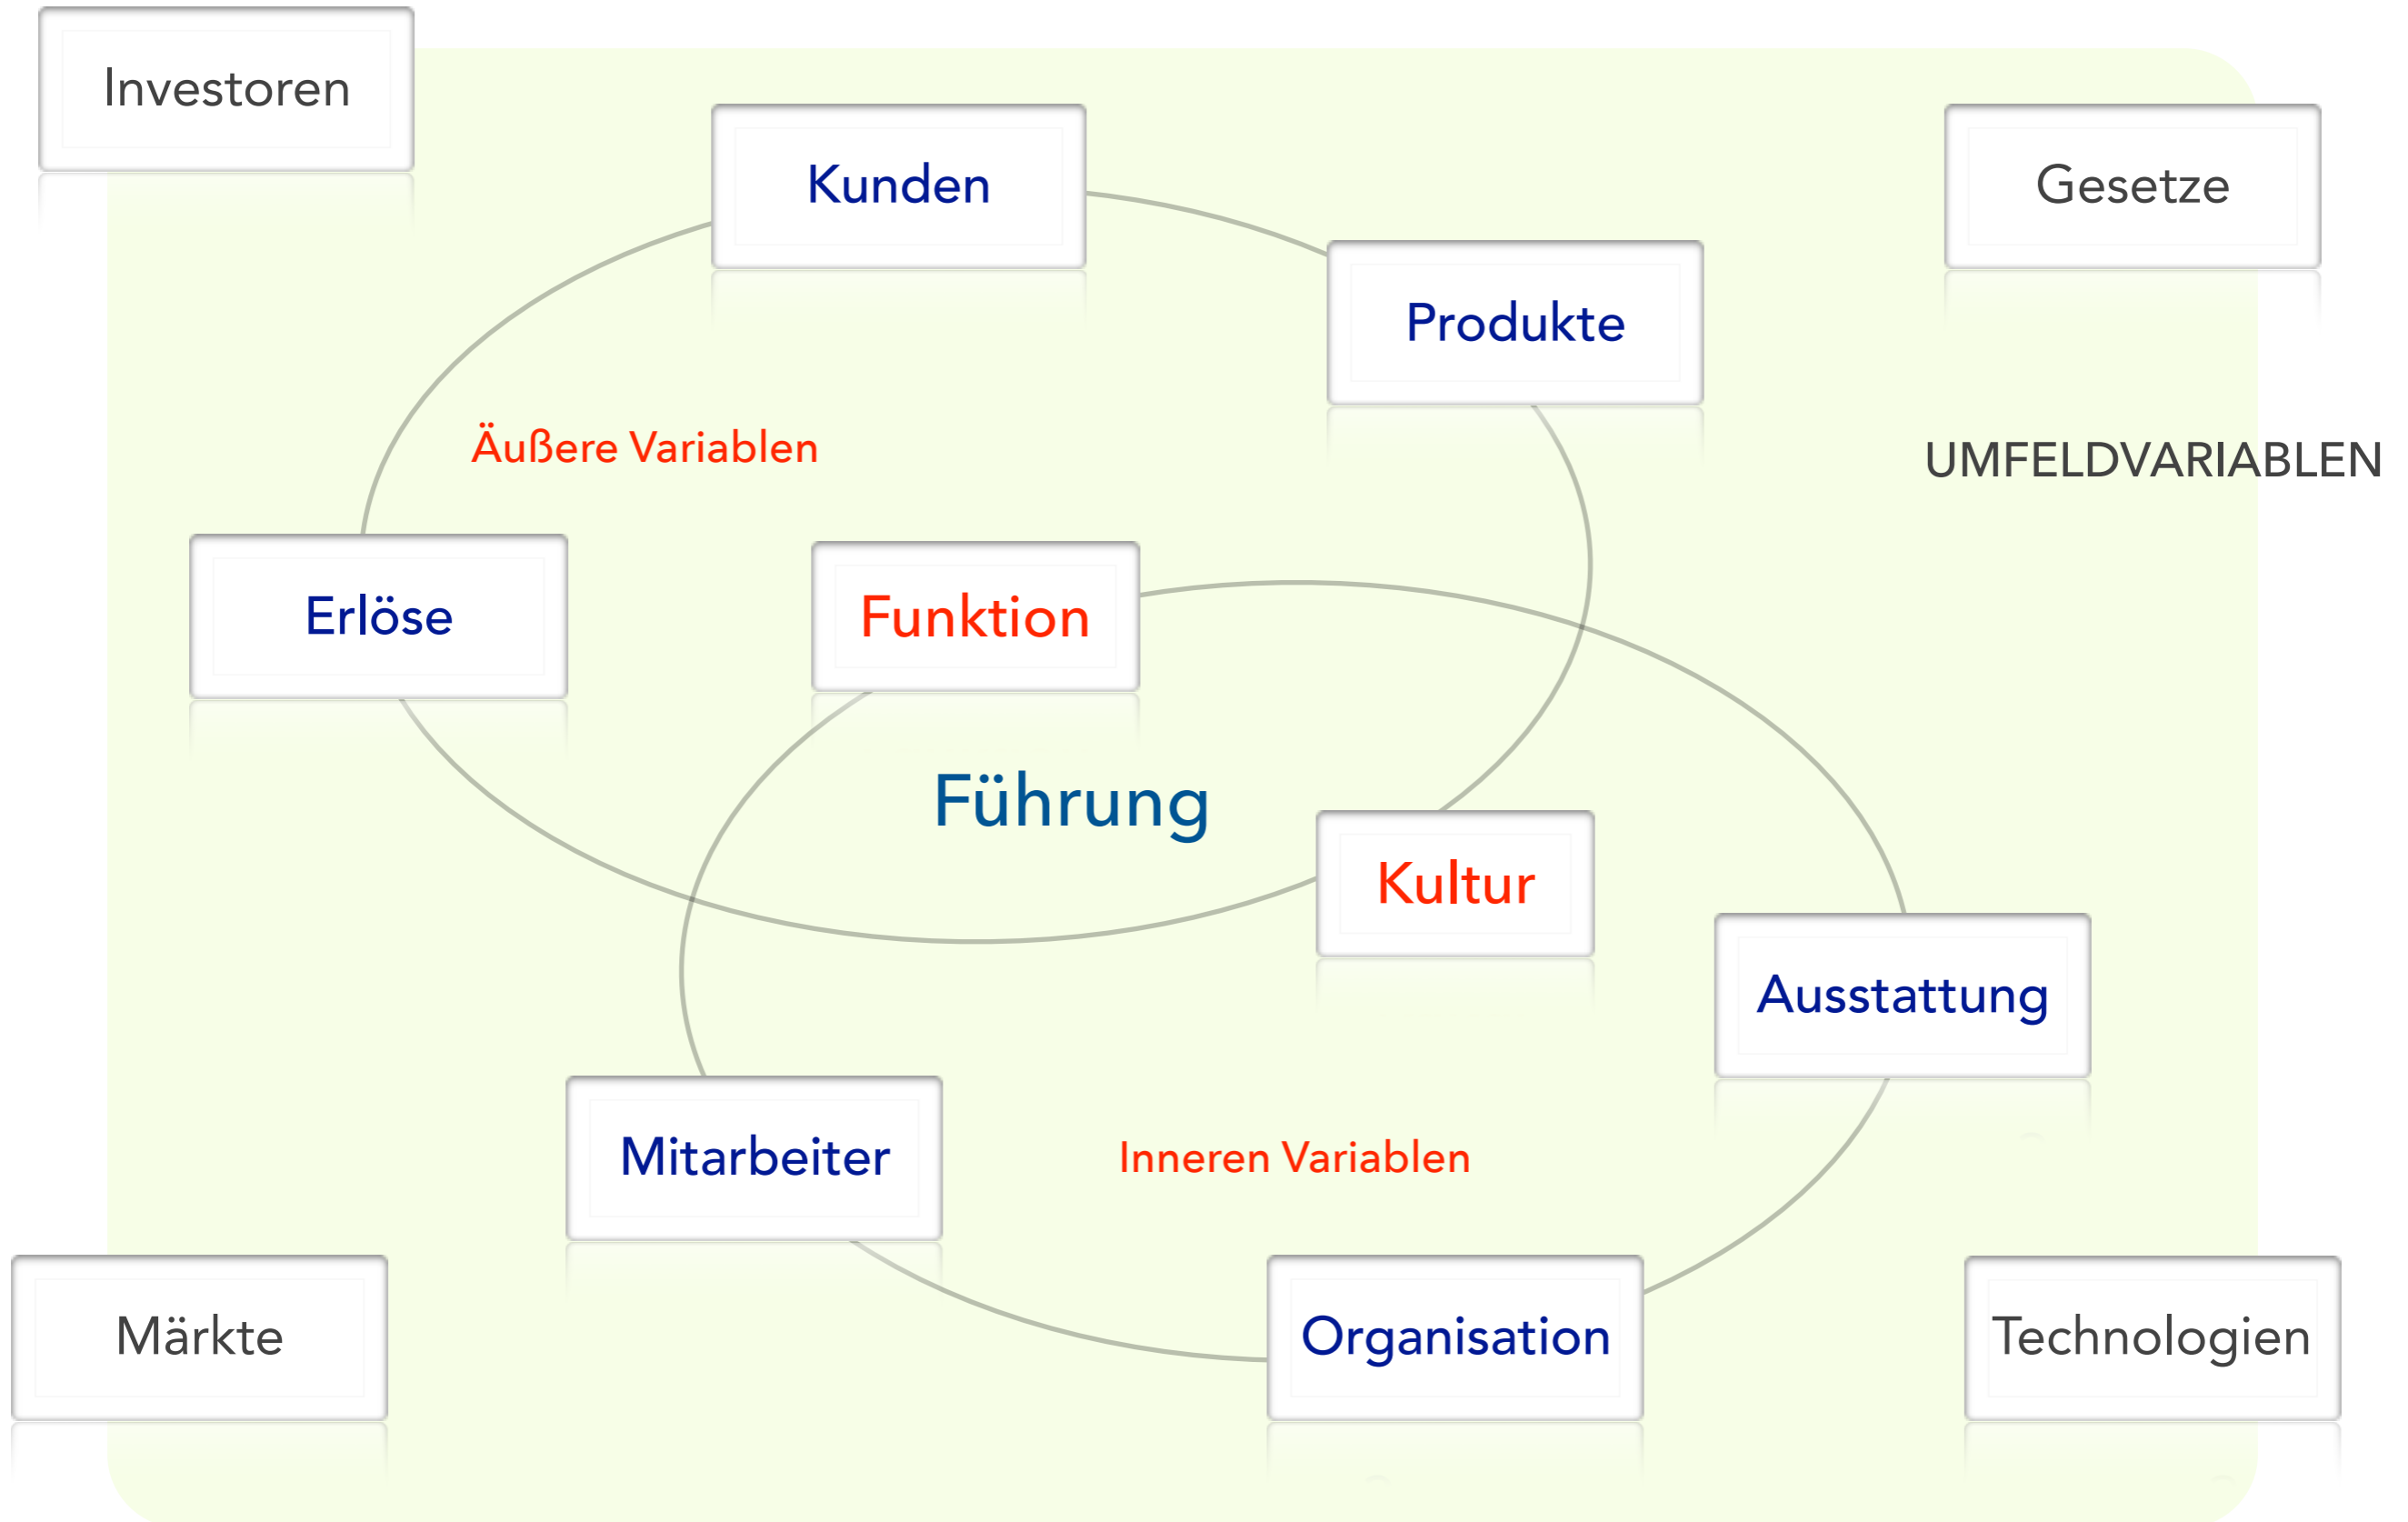 Investoren
Kunden
Gesetze
Produkte
Äußere Variablen
UMFELDVARIABLEN
Erlöse
Funktion
Führung
Kultur
Ausstattung
Mitarbeiter
Inneren Variablen
Märkte
Organisation
Technologien